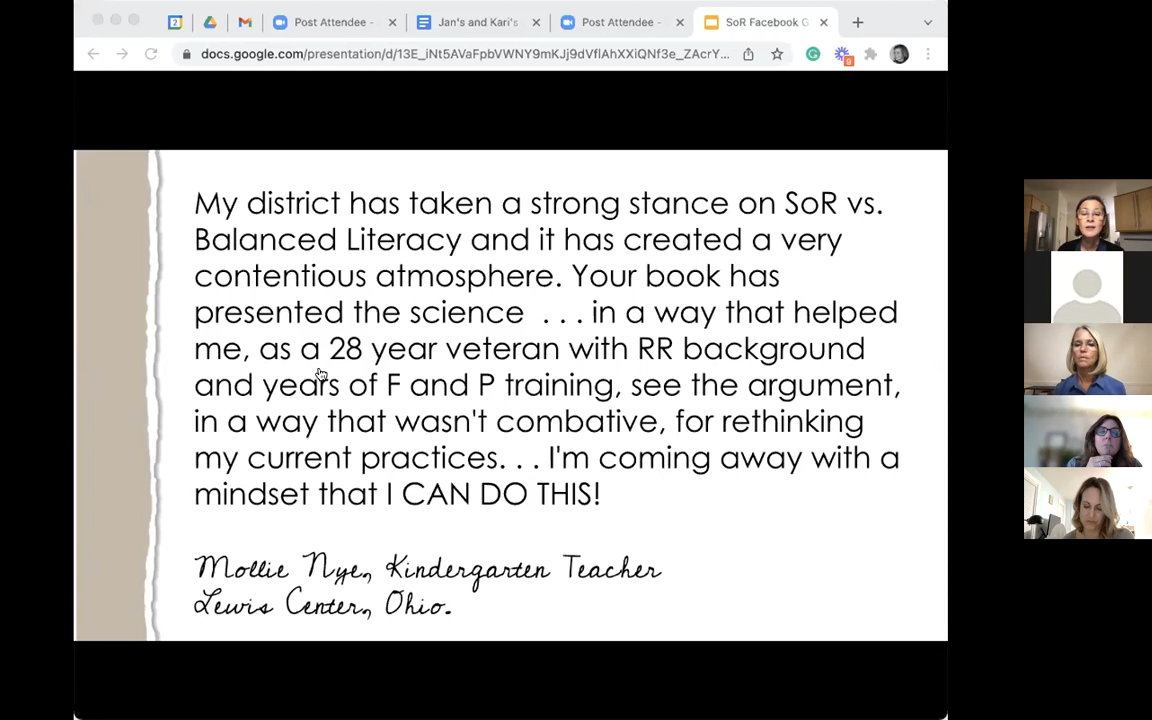 2
Post Attendee -
Jan's and Kari's
Post Attendee -
SoR Facebook G
docs.google.com/presentation/d/13E_iNt5AVaFpbVWNY9mKJj9dVflAhXXiQNf3e_ZAcrY...
9
My district has taken a strong stance on SoR vs.
Balanced Literacy and it has created a very
contentious atmosphere. Your book has
presented the science . . . in a way that helped
me, as a 28 year veteran with RR background
and years of F and P training, see the argument,
in a way that wasn't combative, for rethinking
my current practices. . . I'm coming away with a
mindset that I CAN DO THIS!
Mollie Nye, Kindergarten Teacher
Lewis Center, Ohio.